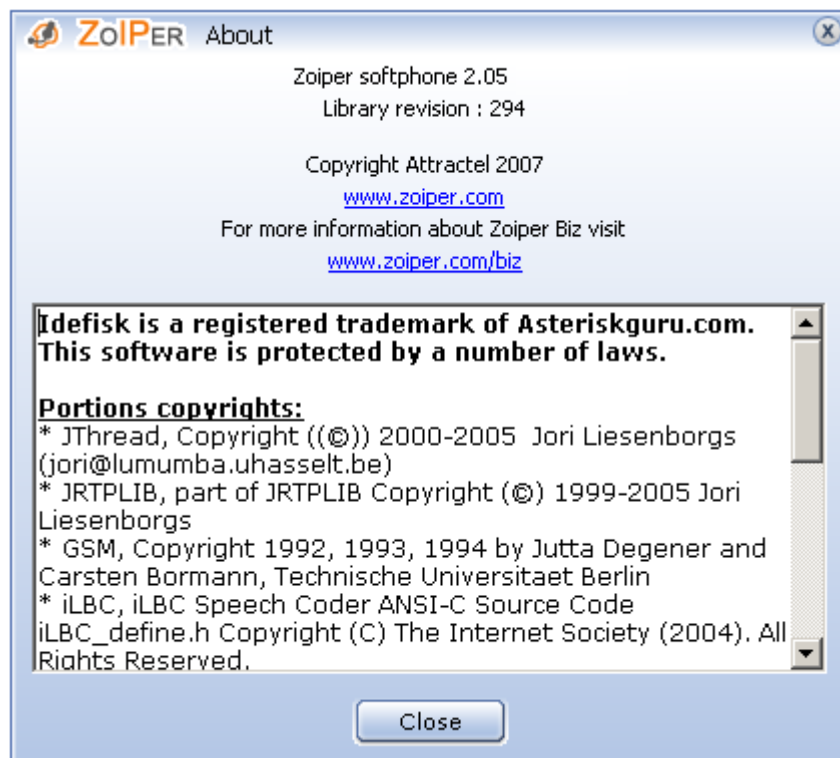 ZoIPER About
Zoiper softphone 2.05
Library revision : 294
Copyright Attractel 2007
www.zoiper.com
For more information about Zoiper Biz visit
www.zoiper.com/biz
Idefisk is a registered trademark of Asteriskguru.com.
This software is protected by a number of laws.
Portions copyrights:
* JThread, Copyright ((©)) 2000-2005  Jori Liesenborgs
(jori@lumumba.uhasselt.be)
* JRTPLIB, part of JRTPLIB Copyright (©) 1999-2005 Jori
Liesenborgs
* GSM, Copyright 1992, 1993, 1994 by Jutta Degener and
Carsten Bormann, Technische Universitaet Berlin
* iLBC, iLBC Speech Coder ANSI-C Source Code
iLBC_define.h Copyright (C) The Internet Society (2004). All
Rights Reserved.
Close